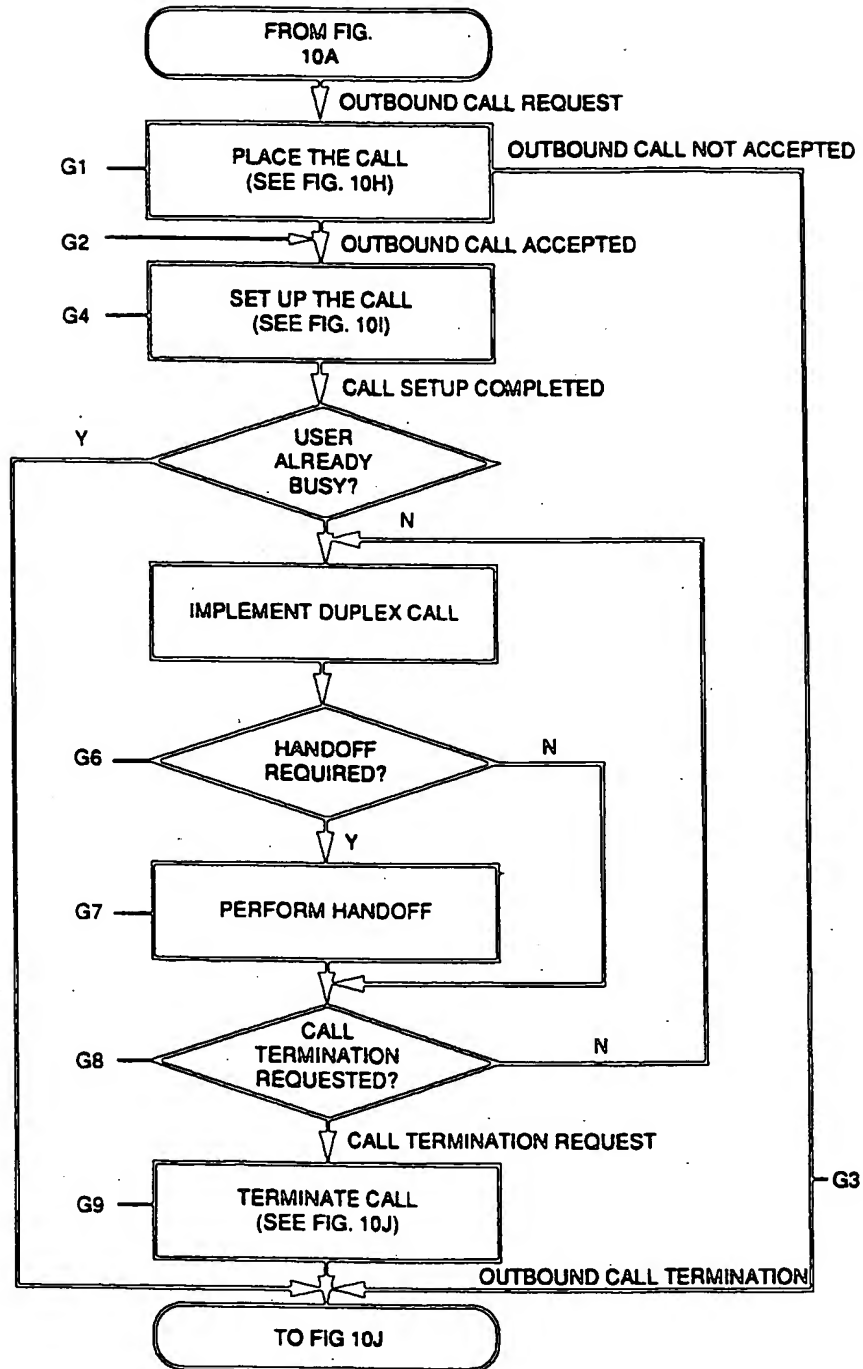 FROM FIG.
10A
OUTBOUND CALL REQUEST
G1
PLACE THE CALL
(SEE FIG. 10H)
OUTBOUND CALL NOT ACCEPTED
G2
OUTBOUND CALL ACCEPTED
G4
SET UP THE CALL
(SEE FIG. 10I)
CALL SETUP COMPLETED
Y
USER
ALREADY
BUSY?
N
IMPLEMENT DUPLEX CALL
G6
HANDOFF
REQUIRED?
N
Y
G7
PERFORM HANDOFF
G8
CALL
TERMINATION
REQUESTED?
N
CALL TERMINATION REQUEST
G9
TERMINATE CALL
(SEE FIG. 10J)
G3
OUTBOUND CALL TERMINATION
TO FIG 10J